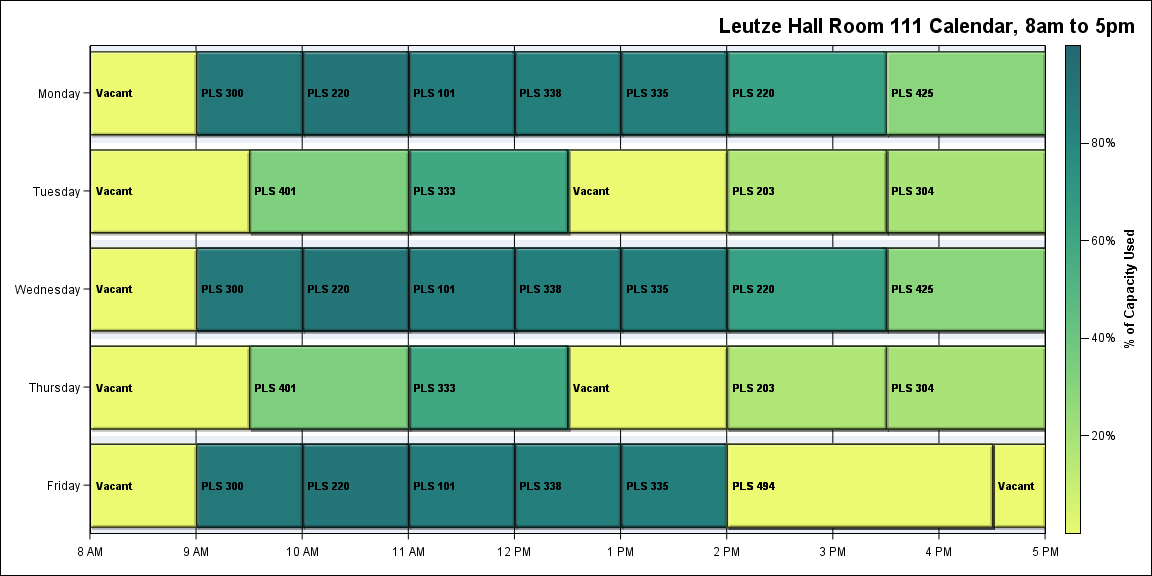 Leutze Hall Room 111 Calendar, 8am to 5pm
Monday
Vacant
PLS 300
PLS 220
PLS 101
PLS 338
PLS 335
PLS 220
PLS 425
Tuesday
Vacant
PLS 401
PLS 333
Vacant
PLS 203
PLS 304
Wednesday
Vacant
PLS 300
PLS 220
PLS 101
PLS 338
PLS 335
PLS 220
PLS 425
Thursday
Vacant
PLS 401
PLS 333
Vacant
PLS 203
PLS 304
Friday
Vacant
PLS 300
PLS 220
PLS 101
PLS 338
PLS 335
PLS 494
Vacant
8 AM
9 AM
10 AM
11 AM
12 PM
1 PM
2 PM
3 PM
4 PM
5 PM
80%
60%
40%
20%
% of Capacity Used